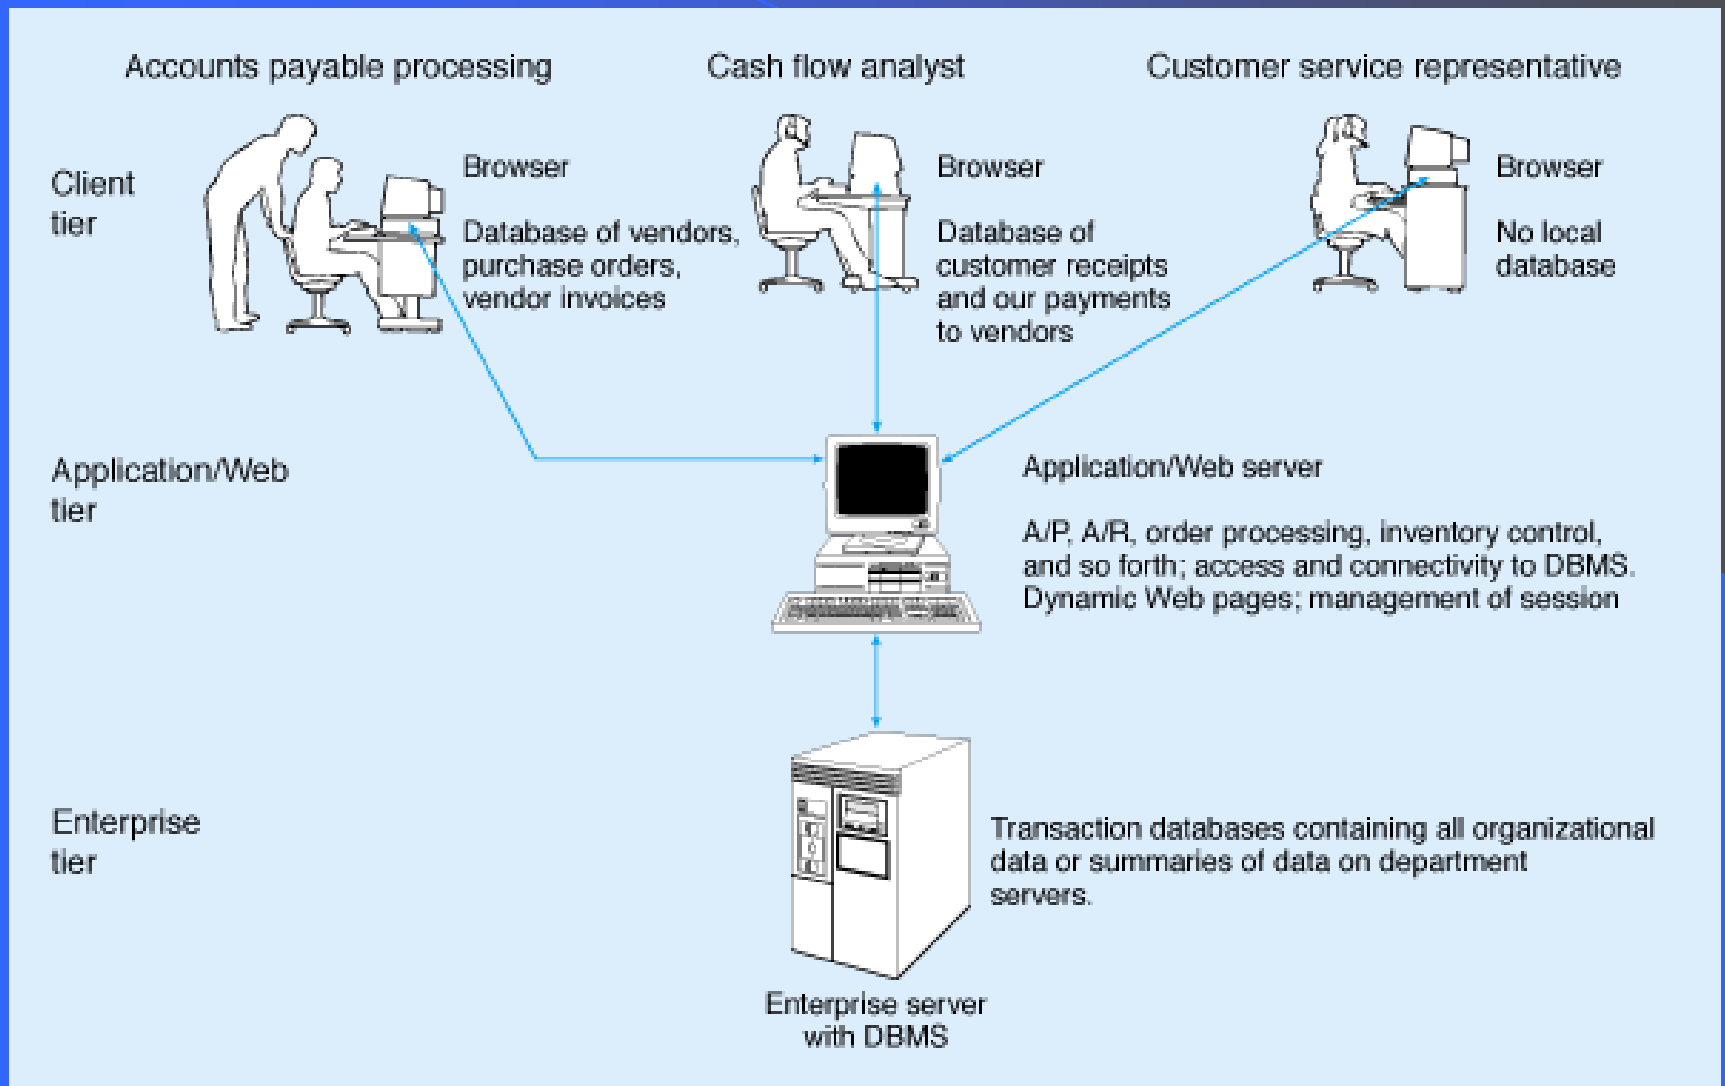 Accounts payable processing
Cash flow analyst
Customer service representative
Client
tier
Browser
Database of vendors,
purchase orders,
vendor invoices
Browser
Database of
customer receipts
and our payments
to vendors
Browser
No local
database
Application/Web
tier
Application/Web server
A/P, A/R, order processing, inventory control,
and so forth; access and connectivity to DBMS.
Dynamic Web pages; management of session
Enterprise
tier
Transaction databases containing all organizational
data or summaries of data on department
servers.
Enterprise server
with DBMS